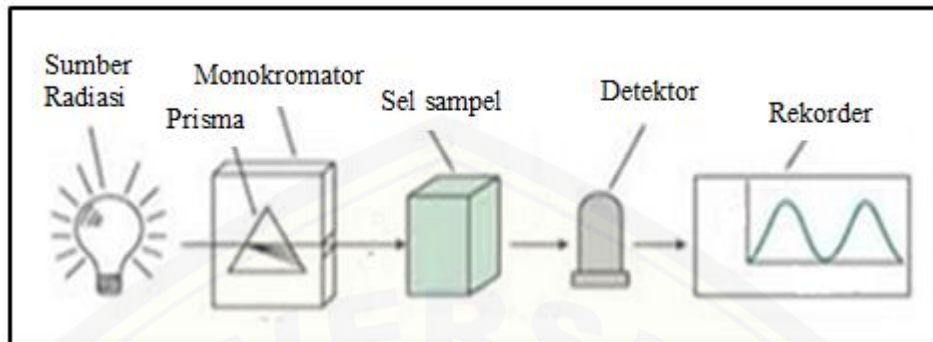 Sumber
Radiasi
Monokromator
Prisma
Sel sampel
Detektor
Rekorder